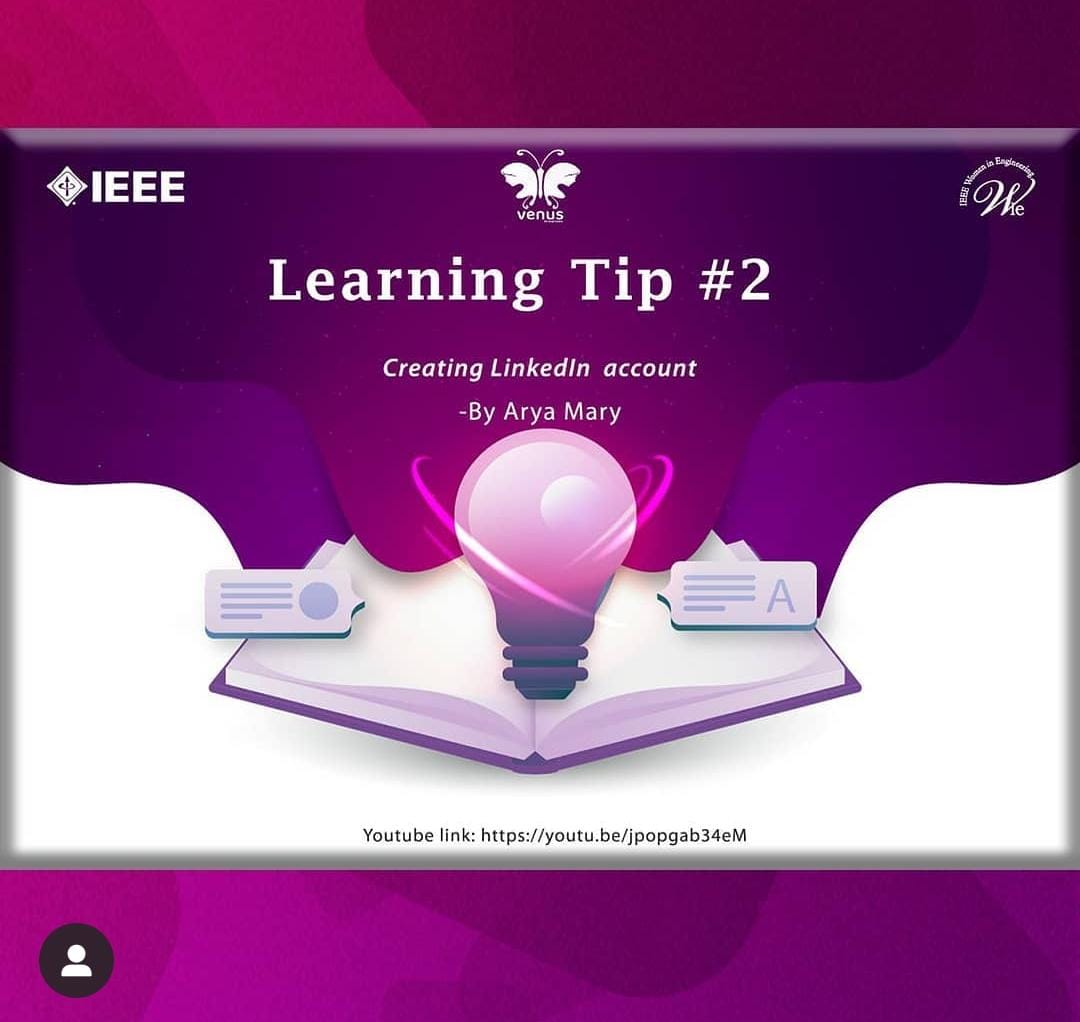 IEEE
venus
IEEE Women in Engineering
WIe
Learning Tip #2
Creating LinkedIn account
-By Arya Mary
A
Youtube link: https://youtu.be/jpopgab34eM